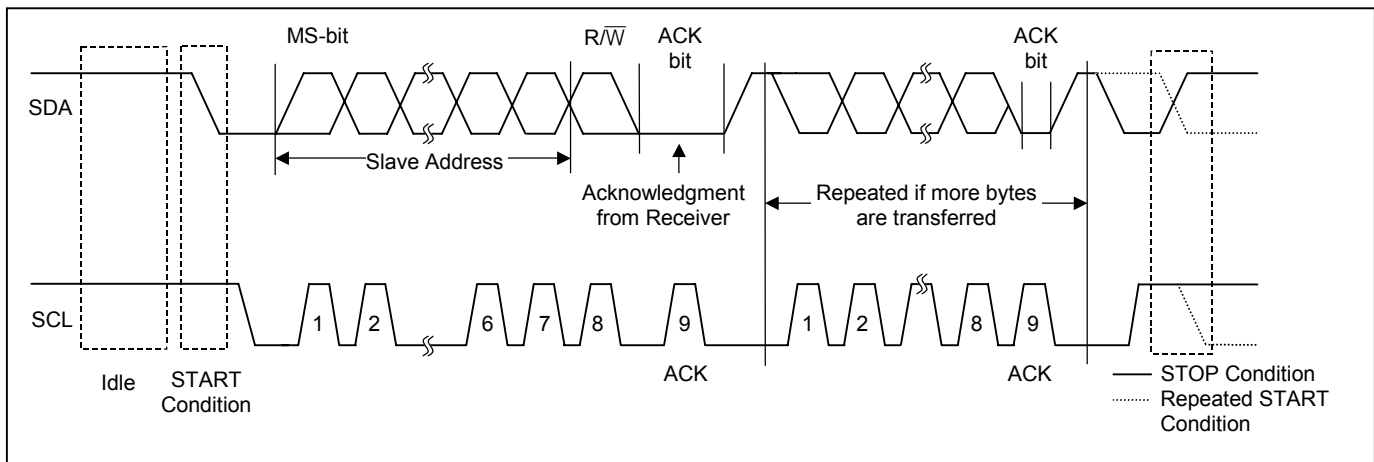 MS-bit
R/W̅
ACK
bit
ACK
bit
SDA
Slave Address
Acknowledgment
from Receiver
Repeated if more bytes
are transferred
SCL
1
2
6
7
8
9
1
2
8
9
Idle
START
Condition
ACK
ACK
STOP Condition
Repeated START
Condition